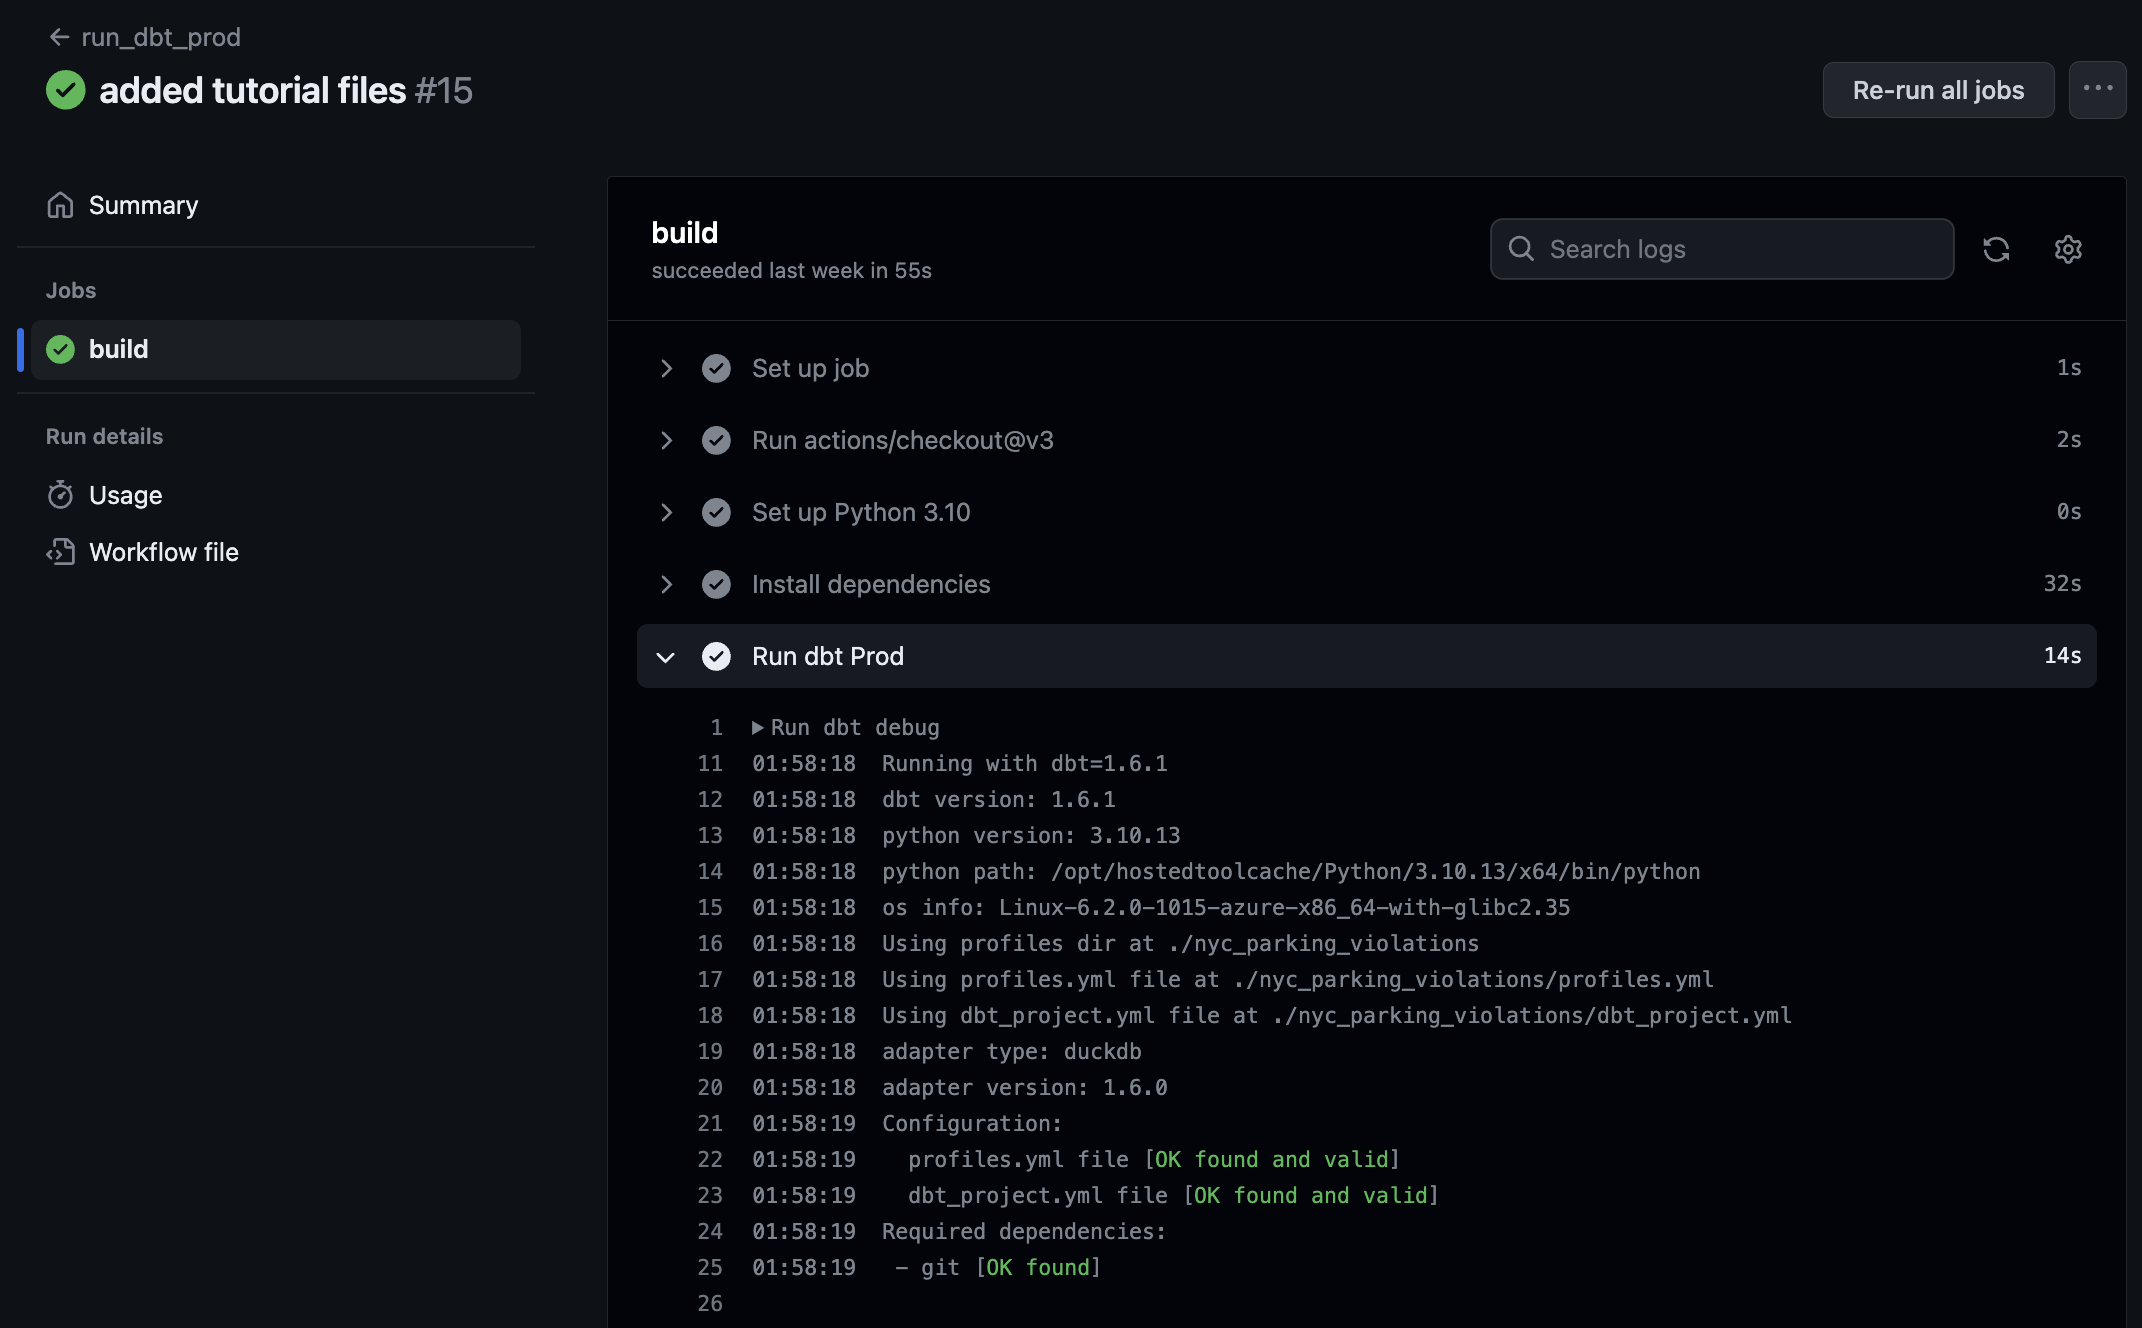 run_dbt_prod
added tutorial files #15
Re-run all jobs
Summary
Jobs
build
Run details
Usage
Workflow file
build
succeeded last week in 55s
Search logs
Set up job 1s
Run actions/checkout@v3 2s
Set up Python 3.10 0s
Install dependencies 32s
Run dbt Prod 14s
1 ▶Run dbt debug
11 01:58:18  Running with dbt=1.6.1
12 01:58:18  dbt version: 1.6.1
13 01:58:18  python version: 3.10.13
14 01:58:18  python path: /opt/hostedtoolcache/Python/3.10.13/x64/bin/python
15 01:58:18  os info: Linux-6.2.0-1015-azure-x86_64-with-glibc2.35
16 01:58:18  Using profiles dir at ./nyc_parking_violations
17 01:58:18  Using profiles.yml file at ./nyc_parking_violations/profiles.yml
18 01:58:18  Using dbt_project.yml file at ./nyc_parking_violations/dbt_project.yml
19 01:58:18  adapter type: duckdb
20 01:58:18  adapter version: 1.6.0
21 01:58:19  Configuration:
22 01:58:19    profiles.yml file [OK found and valid]
23 01:58:19    dbt_project.yml file [OK found and valid]
24 01:58:19  Required dependencies:
25 01:58:19   - git [OK found]
26